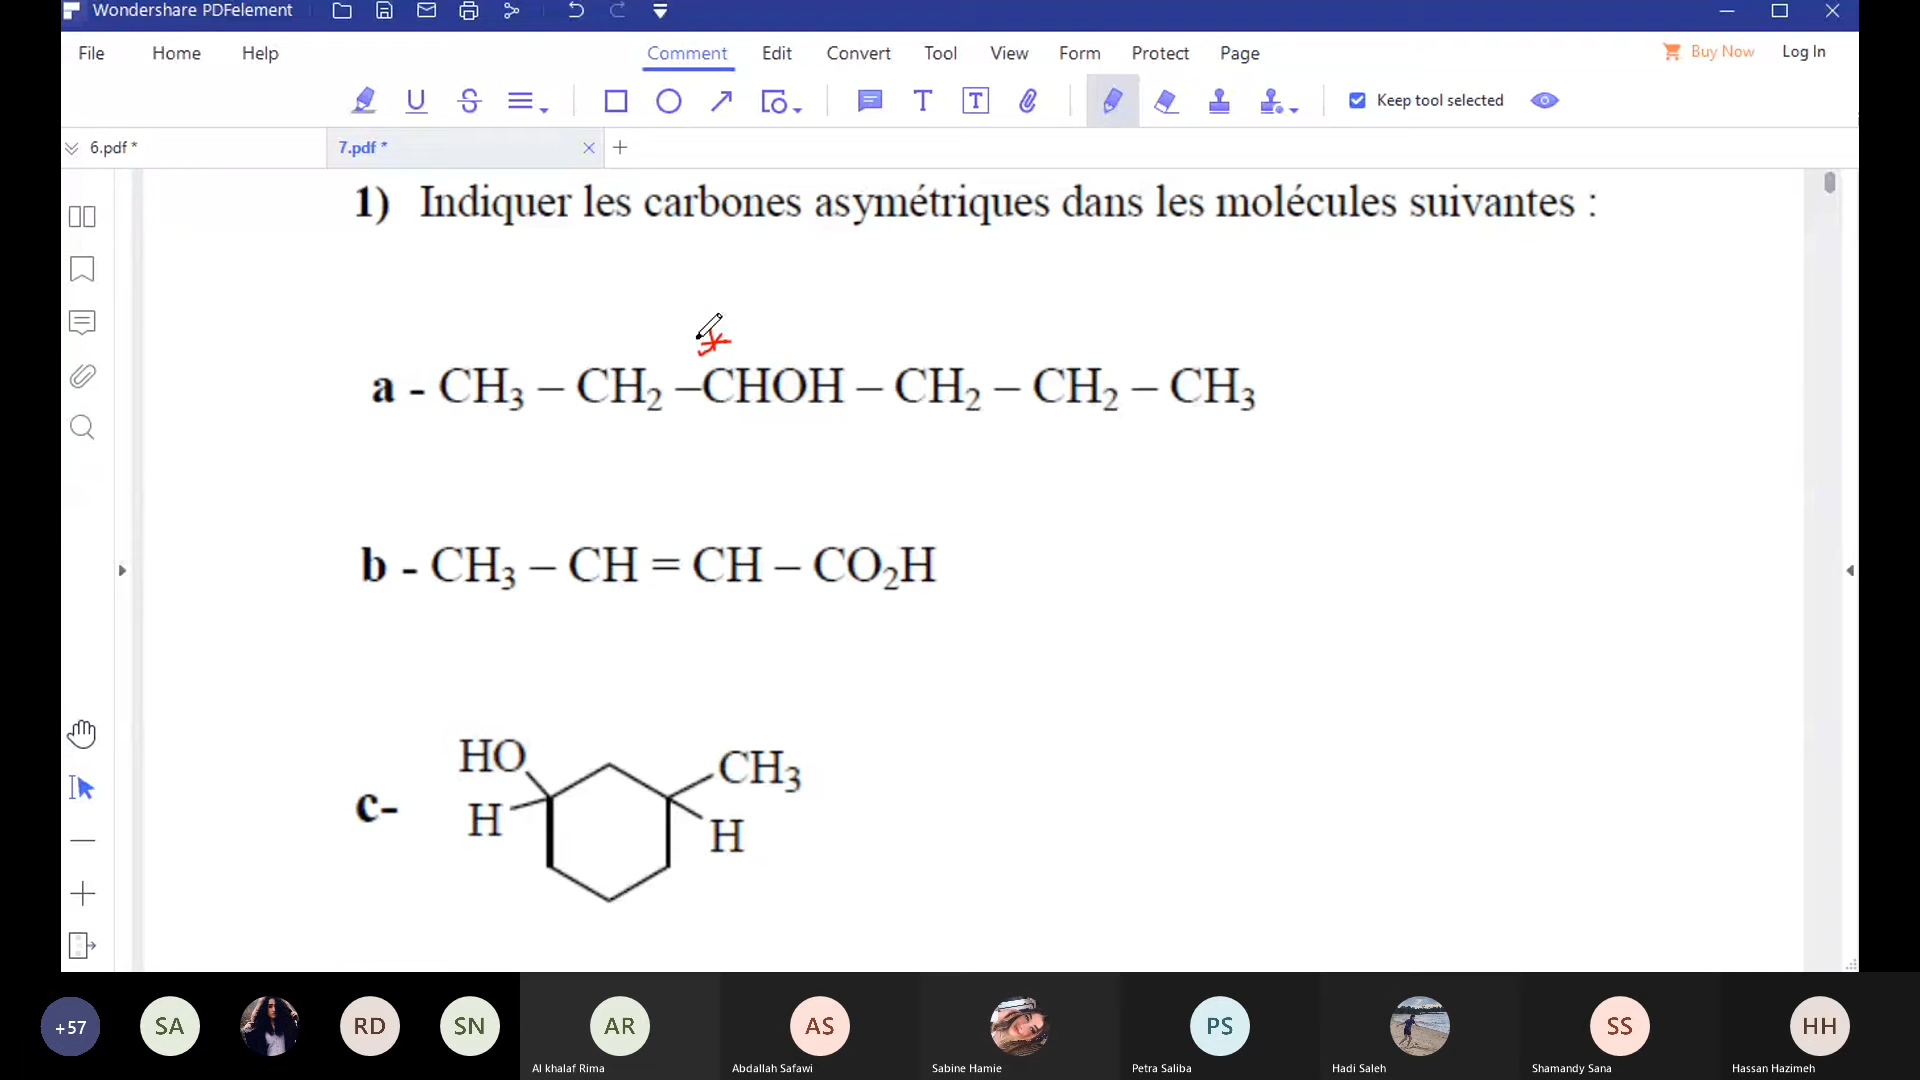 Wondershare PDFelement
File Home Help Comment Edit Convert Tool View Form Protect Page Buy Now Log In
Keep tool selected
6.pdf * 7.pdf *
1) Indiquer les carbones asymétriques dans les molécules suivantes :
*
a - CH₃ – CH₂ –CHOH – CH₂ – CH₂ – CH₃
b - CH₃ – CH = CH – CO₂H
HO
CH₃
c-
H
H
+57 SA RD SN AR AS PS SS HH
Al khalaf Rima Abdallah Safawi Sabine Hamie Petra Saliba Hadi Saleh Shamandy Sana Hassan Hazimeh